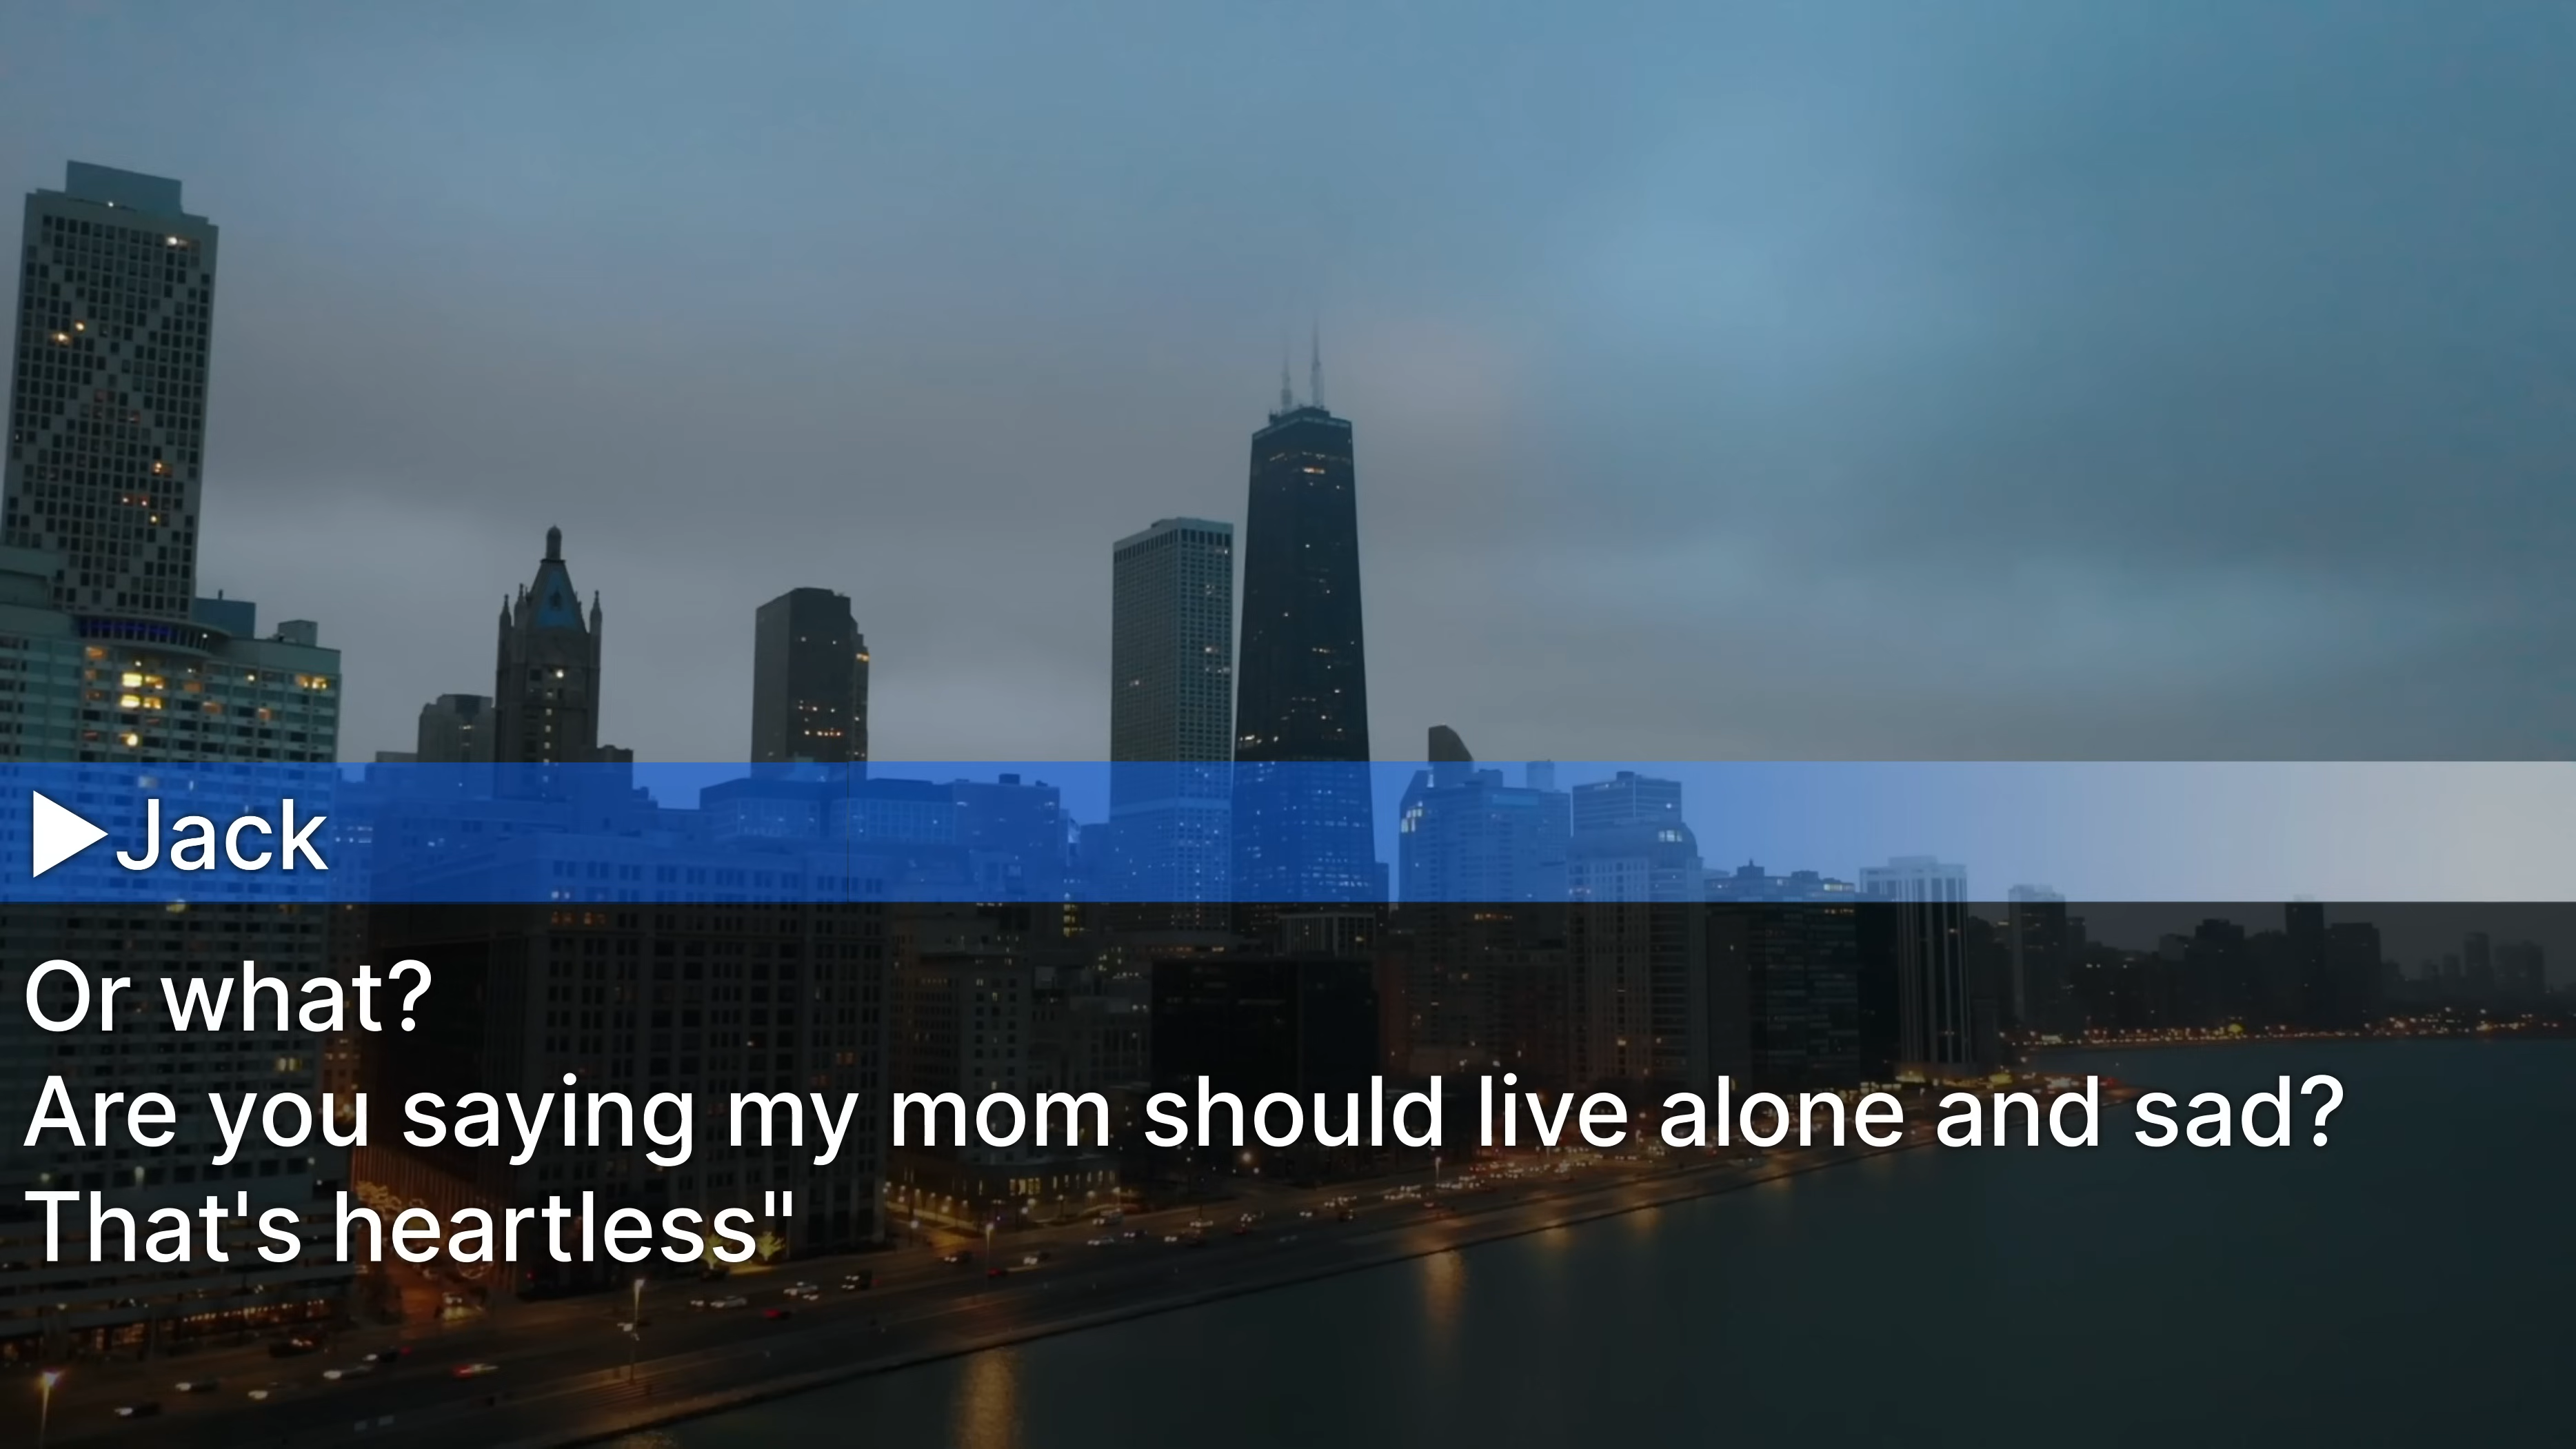 ▶Jack
Or what?
Are you saying my mom should live alone and sad?
That's heartless"